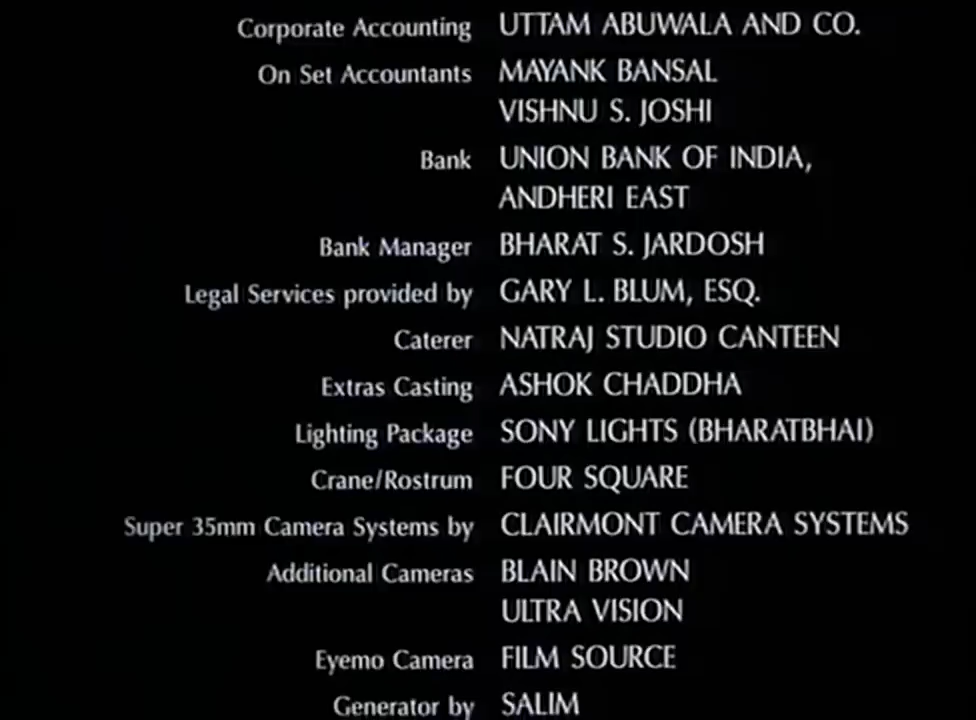 Corporate Accounting UTTAM ABUWALA AND CO.
On Set Accountants MAYANK BANSAL
VISHNU S. JOSHI
Bank UNION BANK OF INDIA,
ANDHERI EAST
Bank Manager BHARAT S. JARDOSH
Legal Services provided by GARY L. BLUM, ESQ.
Caterer NATRAJ STUDIO CANTEEN
Extras Casting ASHOK CHADDHA
Lighting Package SONY LIGHTS (BHARATBHAI)
Crane/Rostrum FOUR SQUARE
Super 35mm Camera Systems by CLAIRMONT CAMERA SYSTEMS
Additional Cameras BLAIN BROWN
ULTRA VISION
Eyemo Camera FILM SOURCE
Generator by SALIM